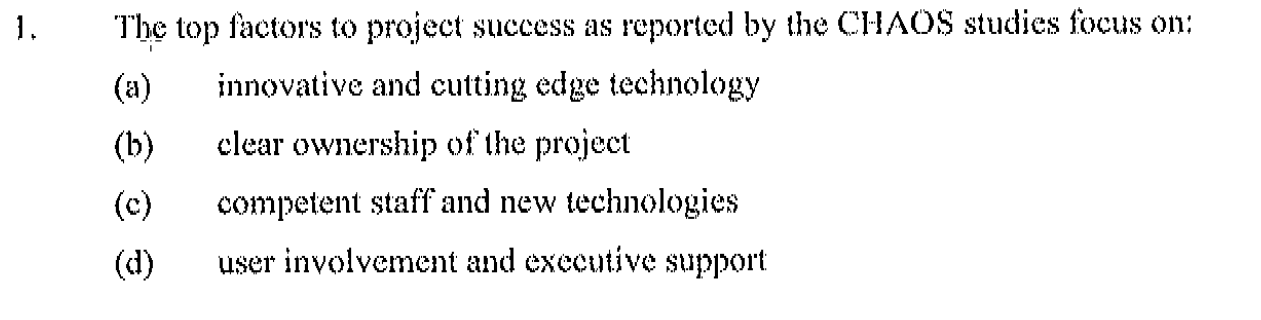 1. The top factors to project success as reported by the CHAOS studies focus on:
(a) innovative and cutting edge technology
(b) clear ownership of the project
(c) competent staff and new technologies
(d) user involvement and executive support